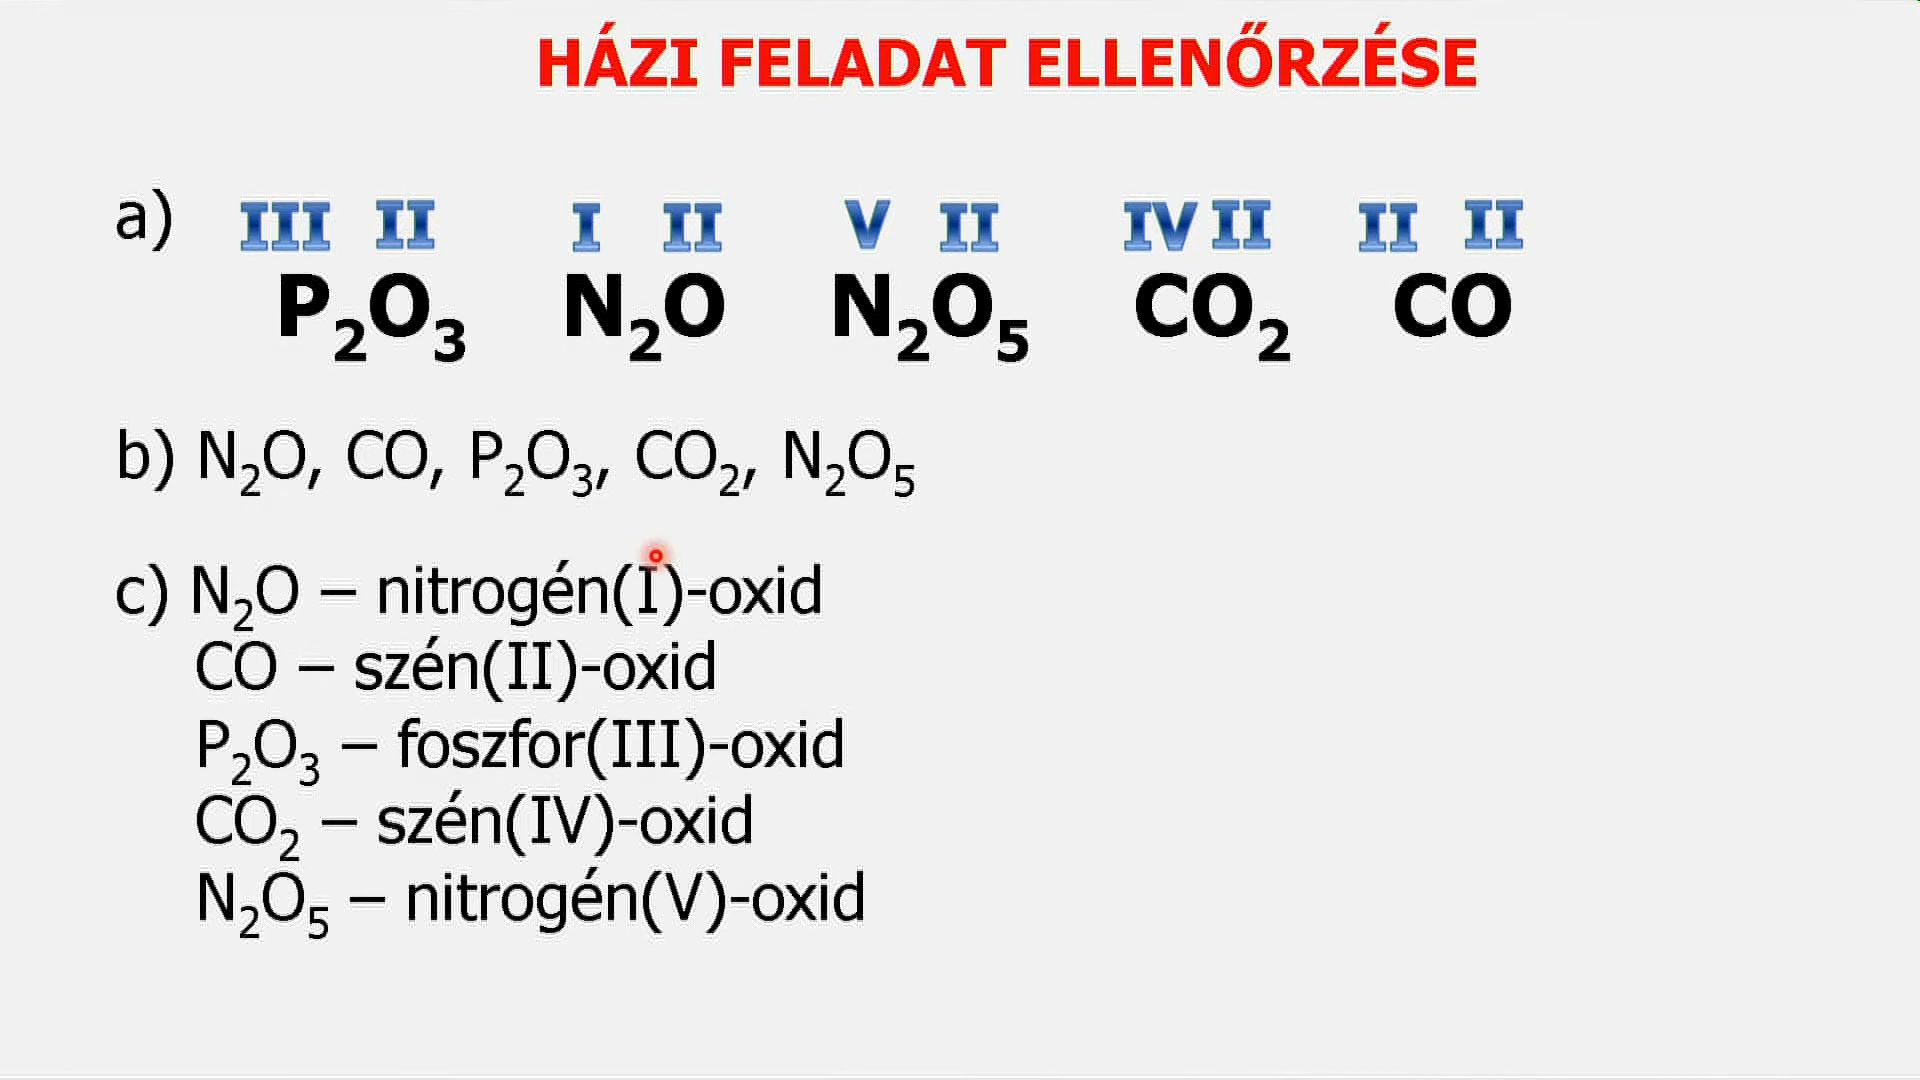 HÁZI FELADAT ELLENŐRZÉSE
a) III II I II V II IV II II II
P₂O₃ N₂O N₂O₅ CO₂ CO
b) N₂O, CO, P₂O₃, CO₂, N₂O₅
c) N₂O – nitrogén(I)-oxid
CO – szén(II)-oxid
P₂O₃ – foszfor(III)-oxid
CO₂ – szén(IV)-oxid
N₂O₅ – nitrogén(V)-oxid